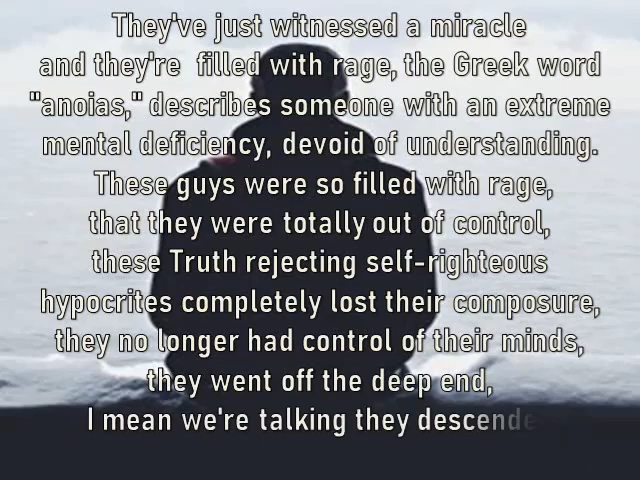 They've just witnessed a miracle
and they're filled with rage, the Greek word
"anoias," describes someone with an extreme
mental deficiency, devoid of understanding.
These guys were so filled with rage,
that they were totally out of control,
these Truth rejecting self-righteous
hypocrites completely lost their composure,
they no longer had control of their minds,
they went off the deep end,
I mean we're talking they descende